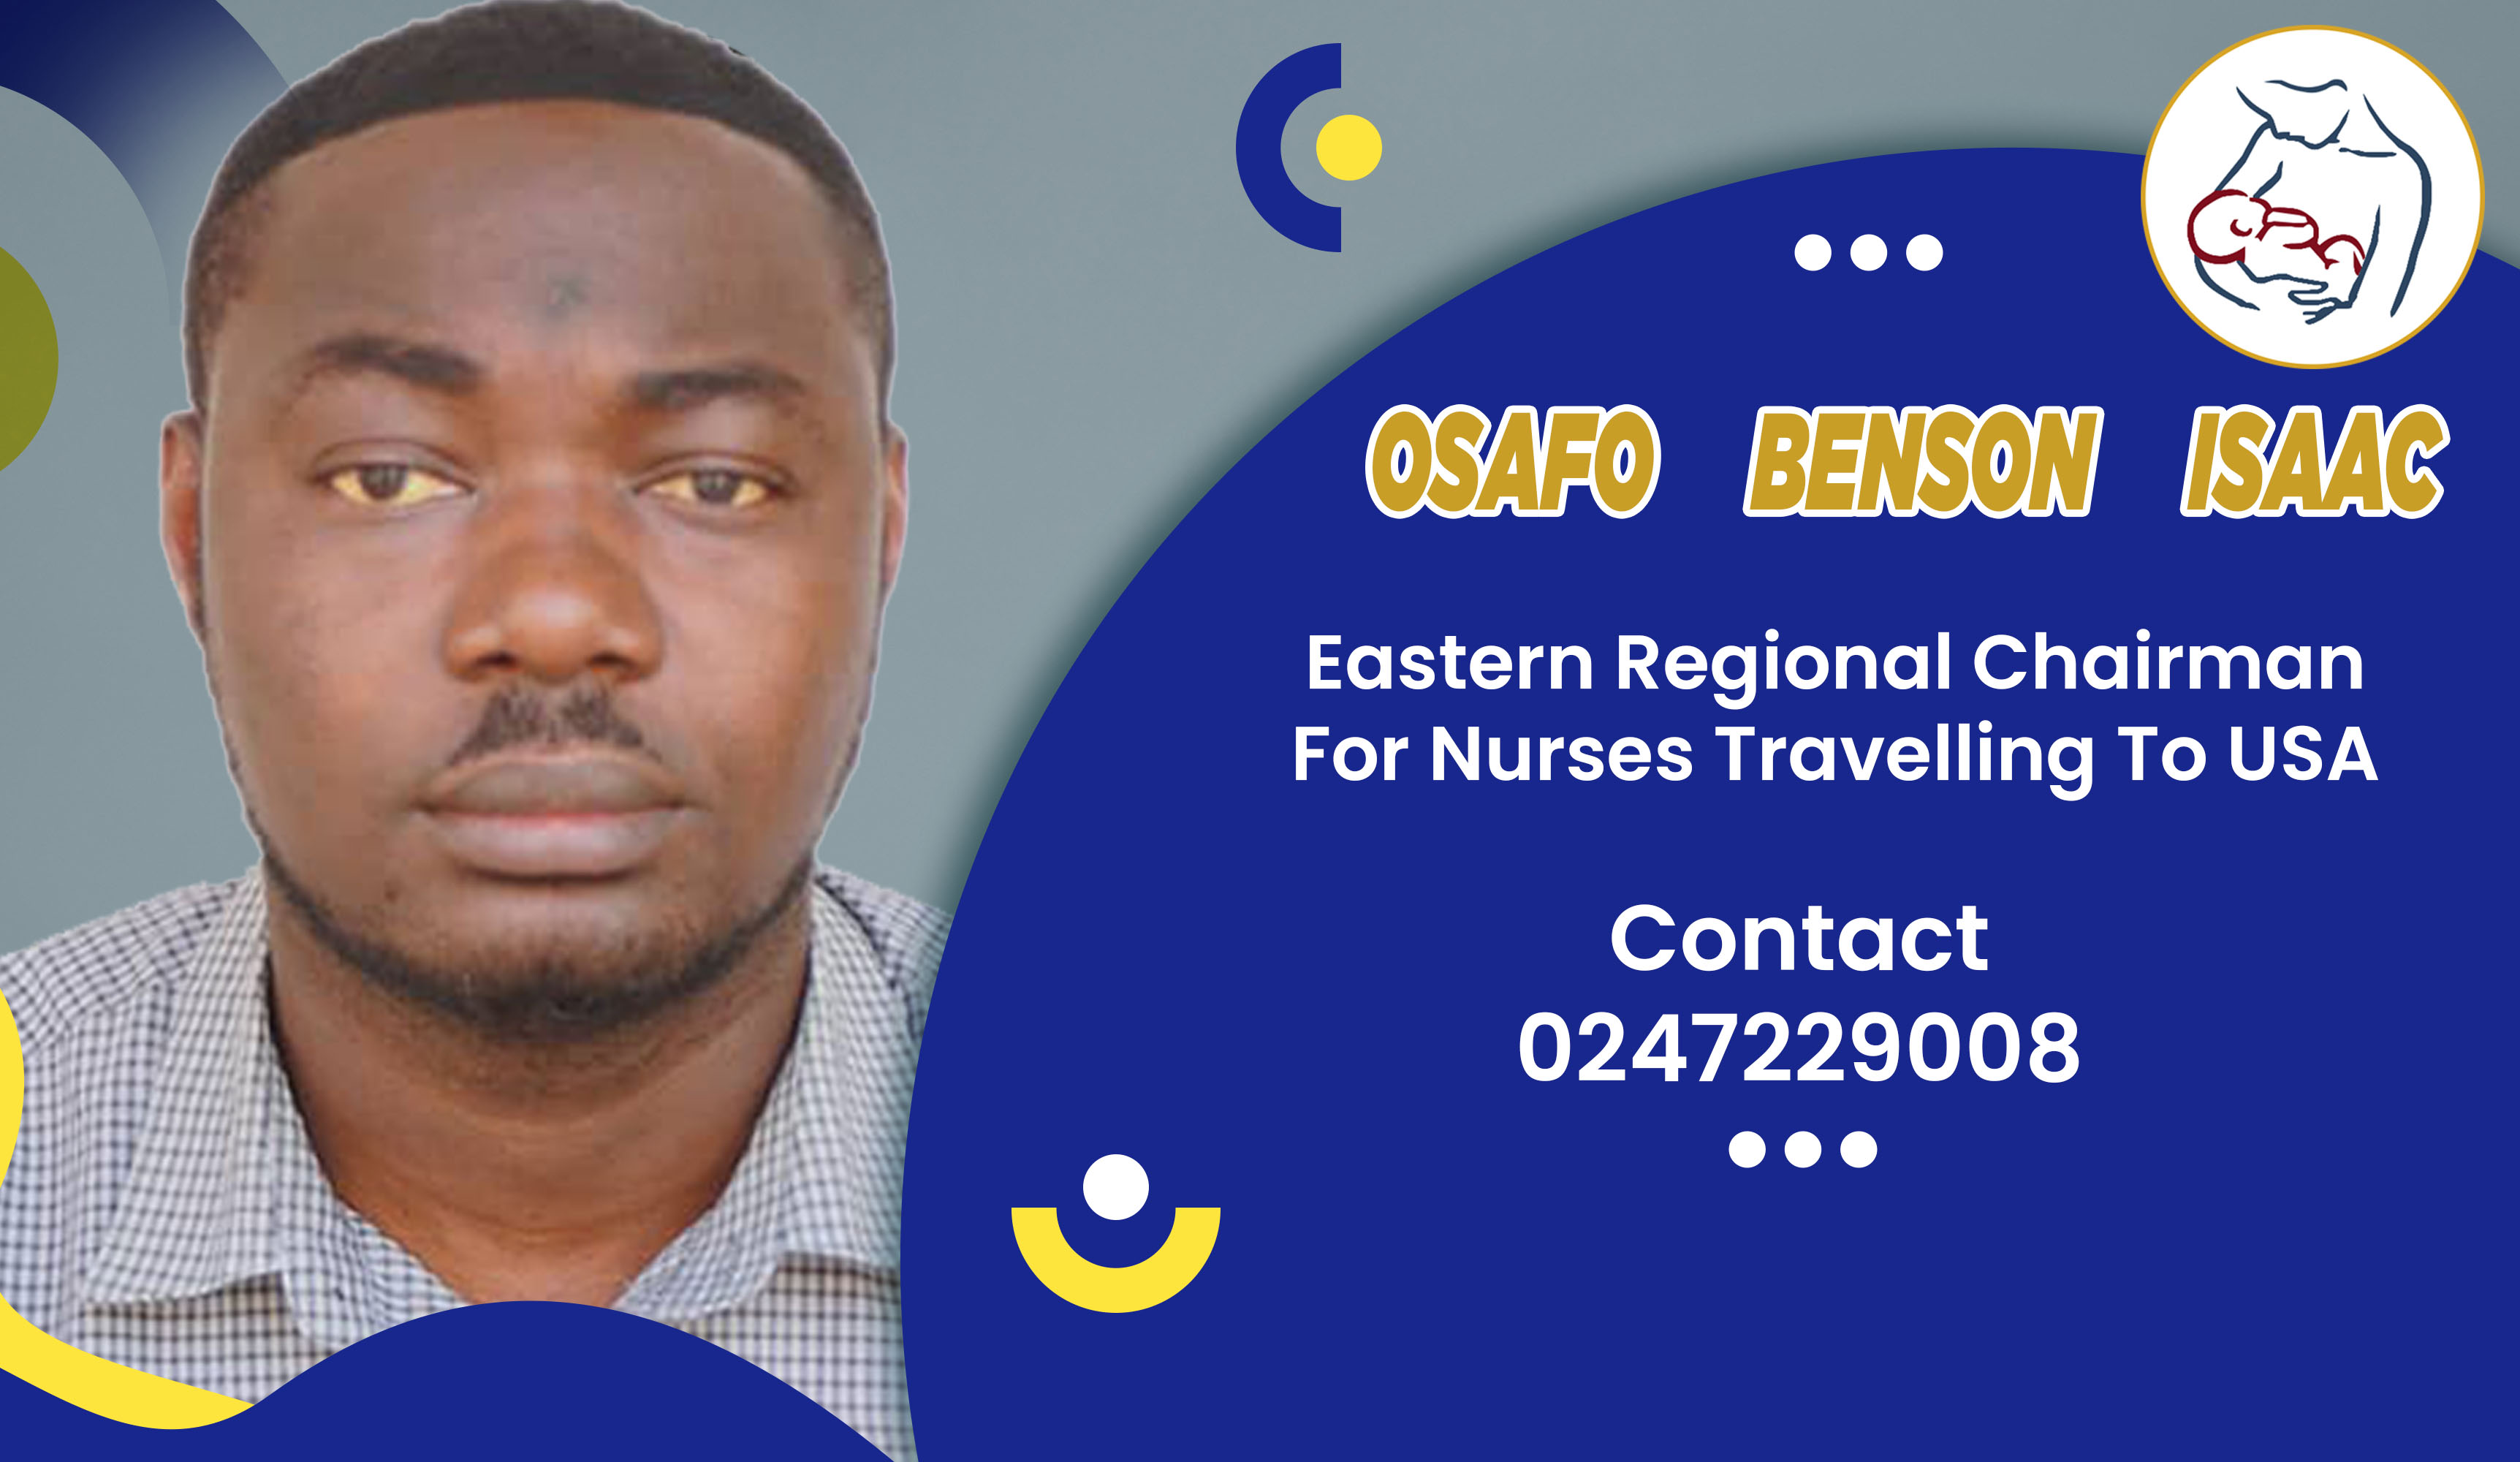 OSAFO BENSON ISAAC
Eastern Regional Chairman
For Nurses Travelling To USA
Contact
0247229008